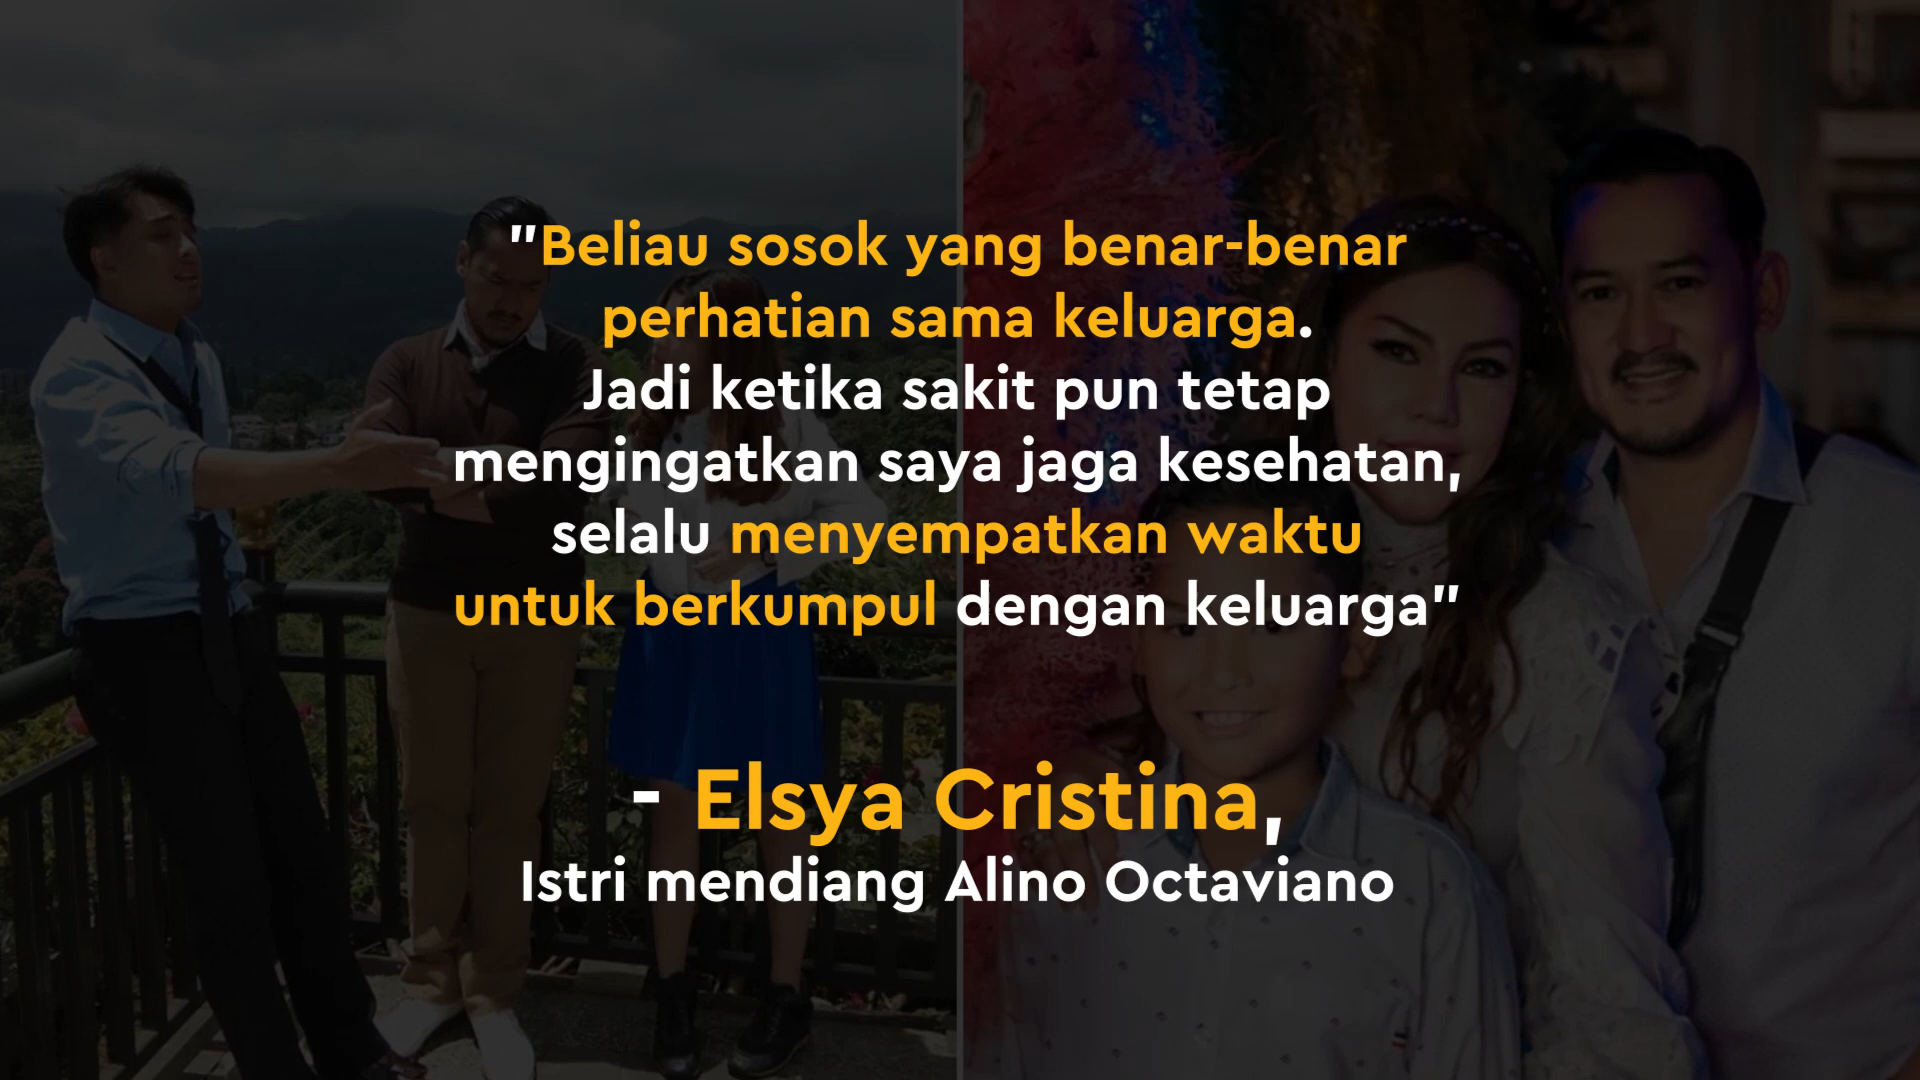 "Beliau sosok yang benar-benar
perhatian sama keluarga.
Jadi ketika sakit pun tetap
mengingatkan saya jaga kesehatan,
selalu menyempatkan waktu
untuk berkumpul dengan keluarga"
- Elsya Cristina,
Istri mendiang Alino Octaviano